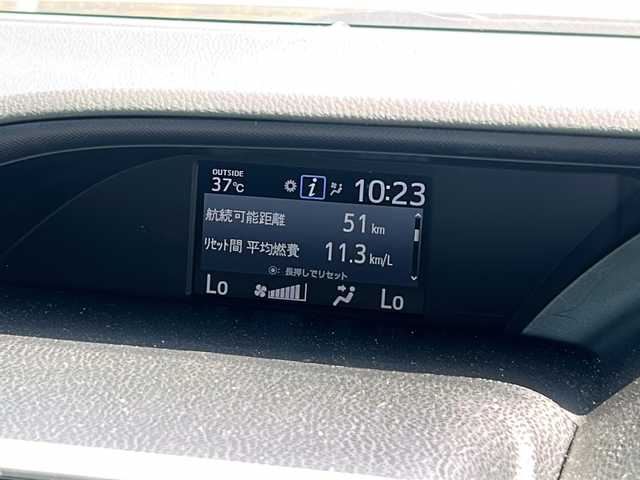 OUTSIDE
37℃ i 10:23
航続可能距離 51 km
リセット間 平均燃費 11.3 km/L
: 長押しでリセット
Lo Lo